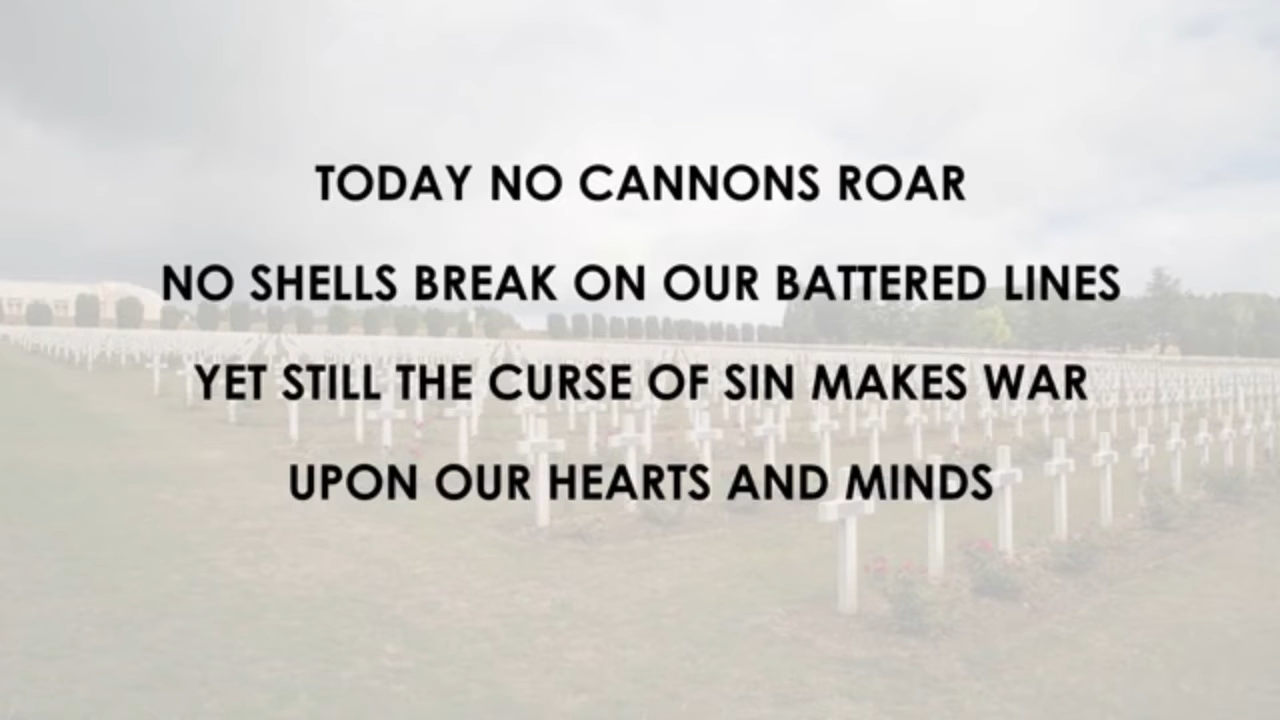 TODAY NO CANNONS ROAR
NO SHELLS BREAK ON OUR BATTERED LINES
YET STILL THE CURSE OF SIN MAKES WAR
UPON OUR HEARTS AND MINDS